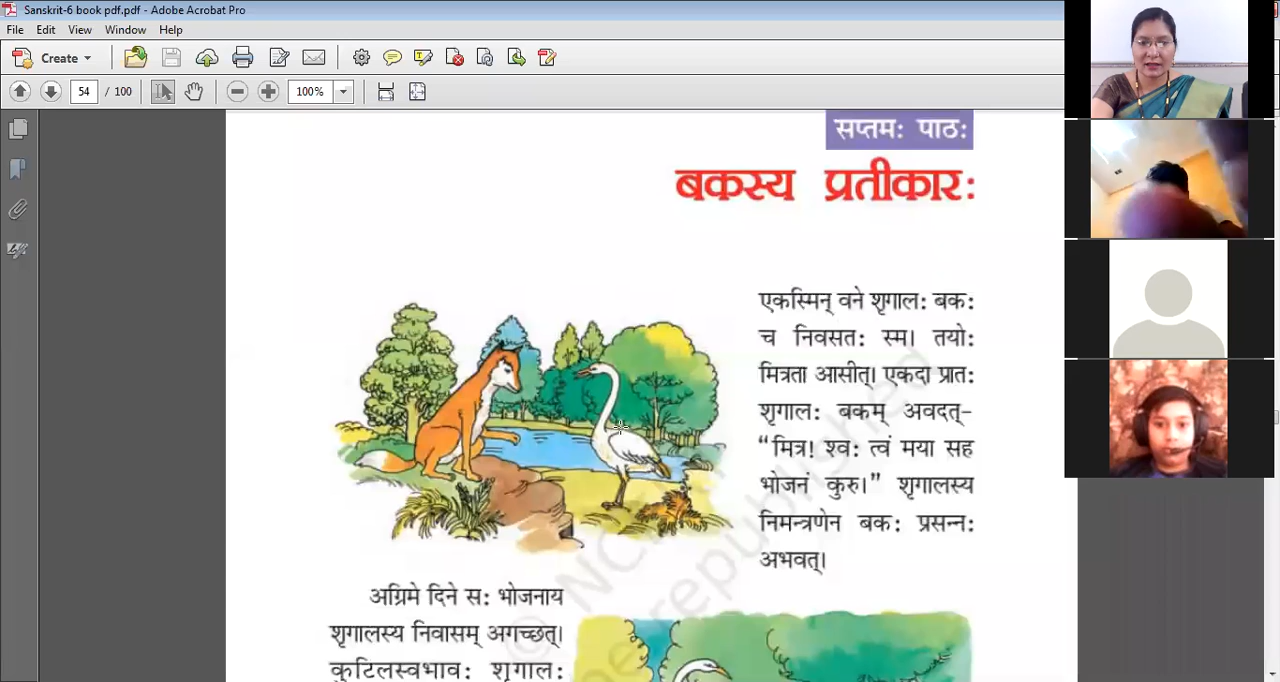 Sanskrit-6 book pdf.pdf - Adobe Acrobat Pro
File Edit View Window Help
Create
54 / 100 100%
सप्तमः पाठः
बकस्य प्रतीकारः
एकस्मिन् वने शृगालः बकः
च निवसतः स्म। तयोः
मित्रता आसीत्। एकदा प्रातः
शृगालः बकम् अवदत्-
“मित्र! श्वः त्वं मया सह
भोजनं कुरु।” शृगालस्य
निमन्त्रणेन बकः प्रसन्नः
अभवत्।
अग्रिमे दिने सः भोजनाय
शृगालस्य निवासम् अगच्छत्।
कुटिलस्वभावः शृगालः
© NC
republished